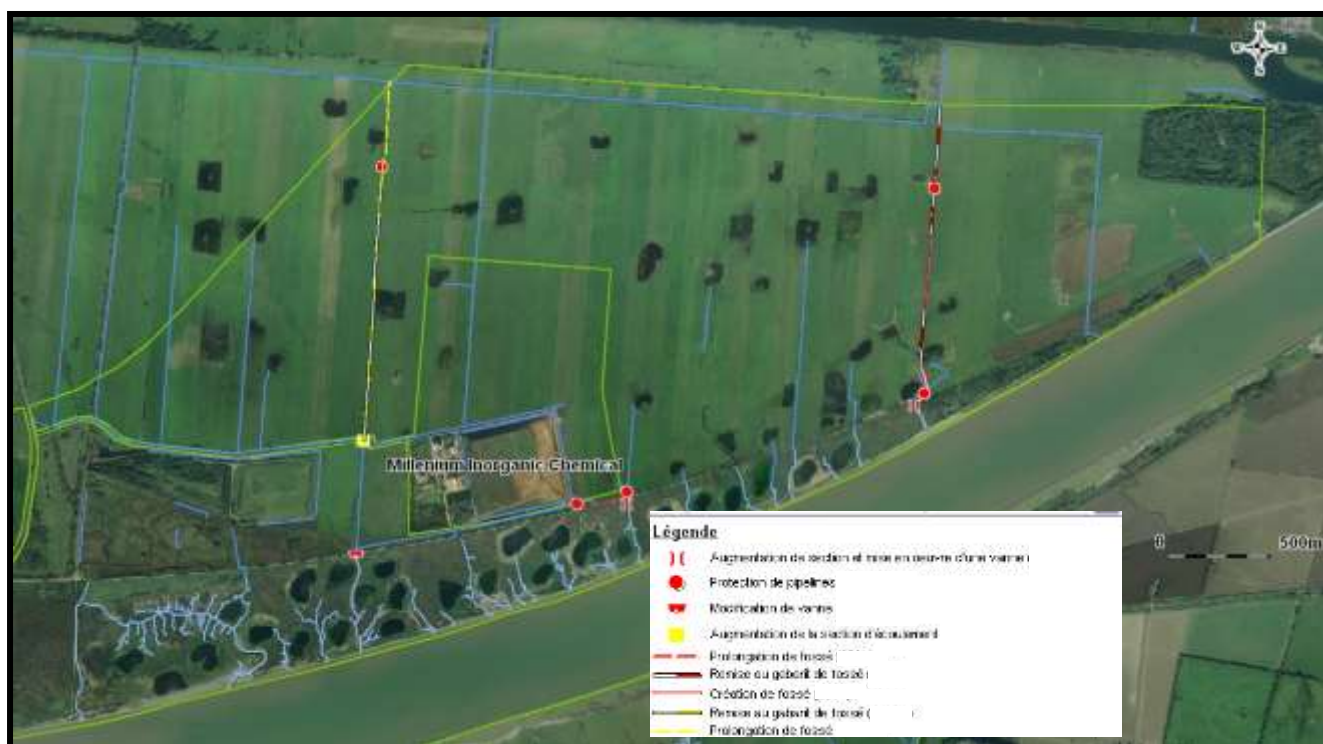 N
W E
S
Millenium Inorganic Chemical
0 500m
Légende
Augmentation de section et mise en oeuvre d'une vanne
Protection de pipelines
Modification de vanne
Augmentation de la section d'écoulement
Prolongation de fossé
Remise au gabarit de fossé
Création de fossé
Remise au gabarit de fossé (
Prolongation de fossé